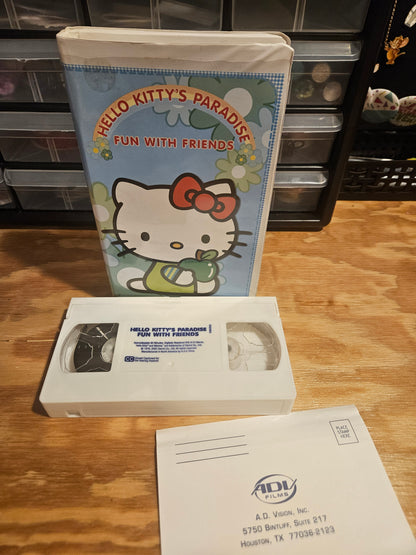 HELLO KITTY'S PARADISE
FUN WITH FRIENDS
HELLO KITTY'S PARADISE
FUN WITH FRIENDS
CC
PLACE
STAMP
HERE
ADV
FILMS
A.D. VISION, INC.
5750 BINTLIFF, SUITE 217
HOUSTON, TX 77036-2123